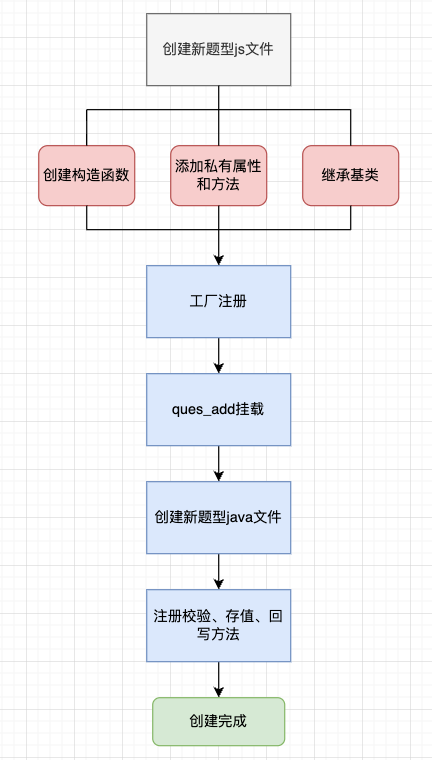 创建新题型js文件
创建构造函数
添加私有属性
和方法
继承基类
工厂注册
ques_add挂载
创建新题型java文件
注册校验、存值、回
写方法
创建完成